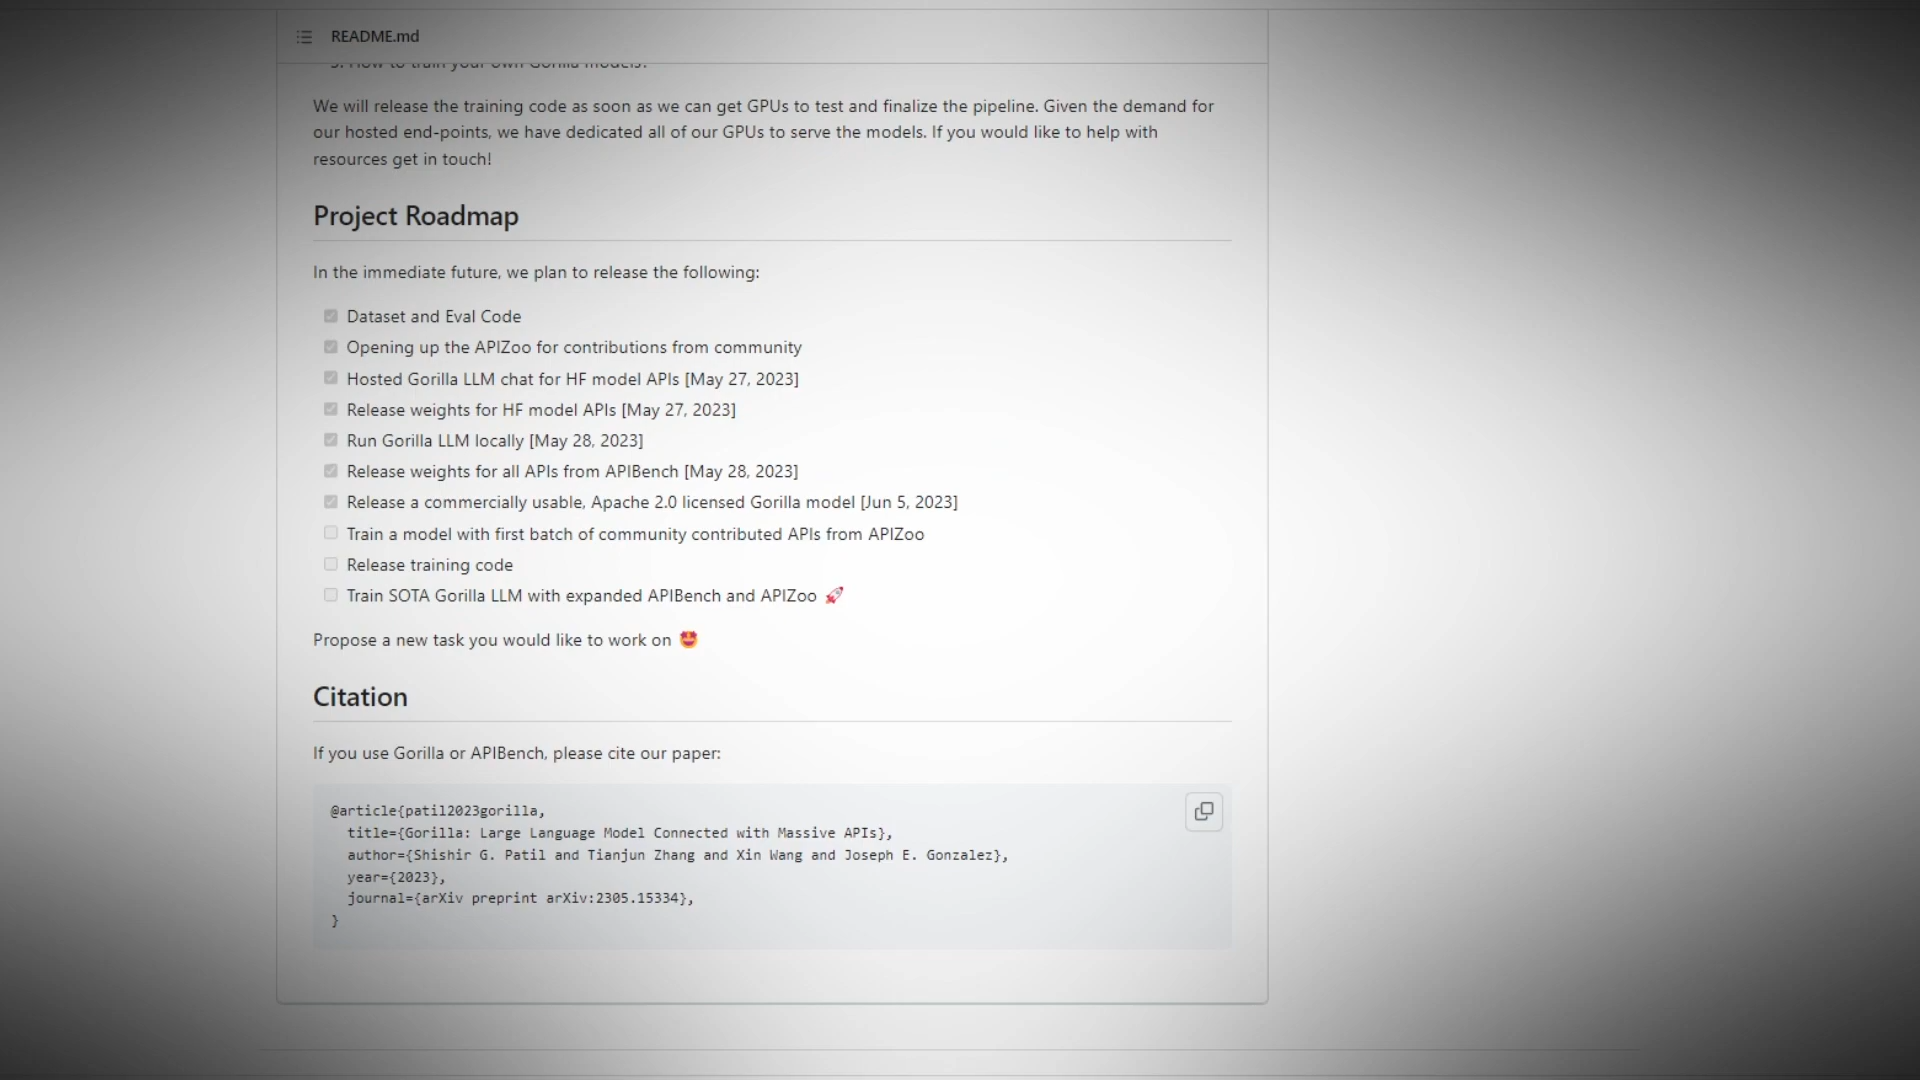 README.md
5. How to train your own Gorilla models?
We will release the training code as soon as we can get GPUs to test and finalize the pipeline. Given the demand for
our hosted end-points, we have dedicated all of our GPUs to serve the models. If you would like to help with
resources get in touch!
Project Roadmap
In the immediate future, we plan to release the following:
Dataset and Eval Code
Opening up the APIZoo for contributions from community
Hosted Gorilla LLM chat for HF model APIs [May 27, 2023]
Release weights for HF model APIs [May 27, 2023]
Run Gorilla LLM locally [May 28, 2023]
Release weights for all APIs from APIBench [May 28, 2023]
Release a commercially usable, Apache 2.0 licensed Gorilla model [Jun 5, 2023]
Train a model with first batch of community contributed APIs from APIZoo
Release training code
Train SOTA Gorilla LLM with expanded APIBench and APIZoo 🚀
Propose a new task you would like to work on 🤩
Citation
If you use Gorilla or APIBench, please cite our paper:
@article{patil2023gorilla,
title={Gorilla: Large Language Model Connected with Massive APIs},
author={Shishir G. Patil and Tianjun Zhang and Xin Wang and Joseph E. Gonzalez},
year={2023},
journal={arXiv preprint arXiv:2305.15334},
}